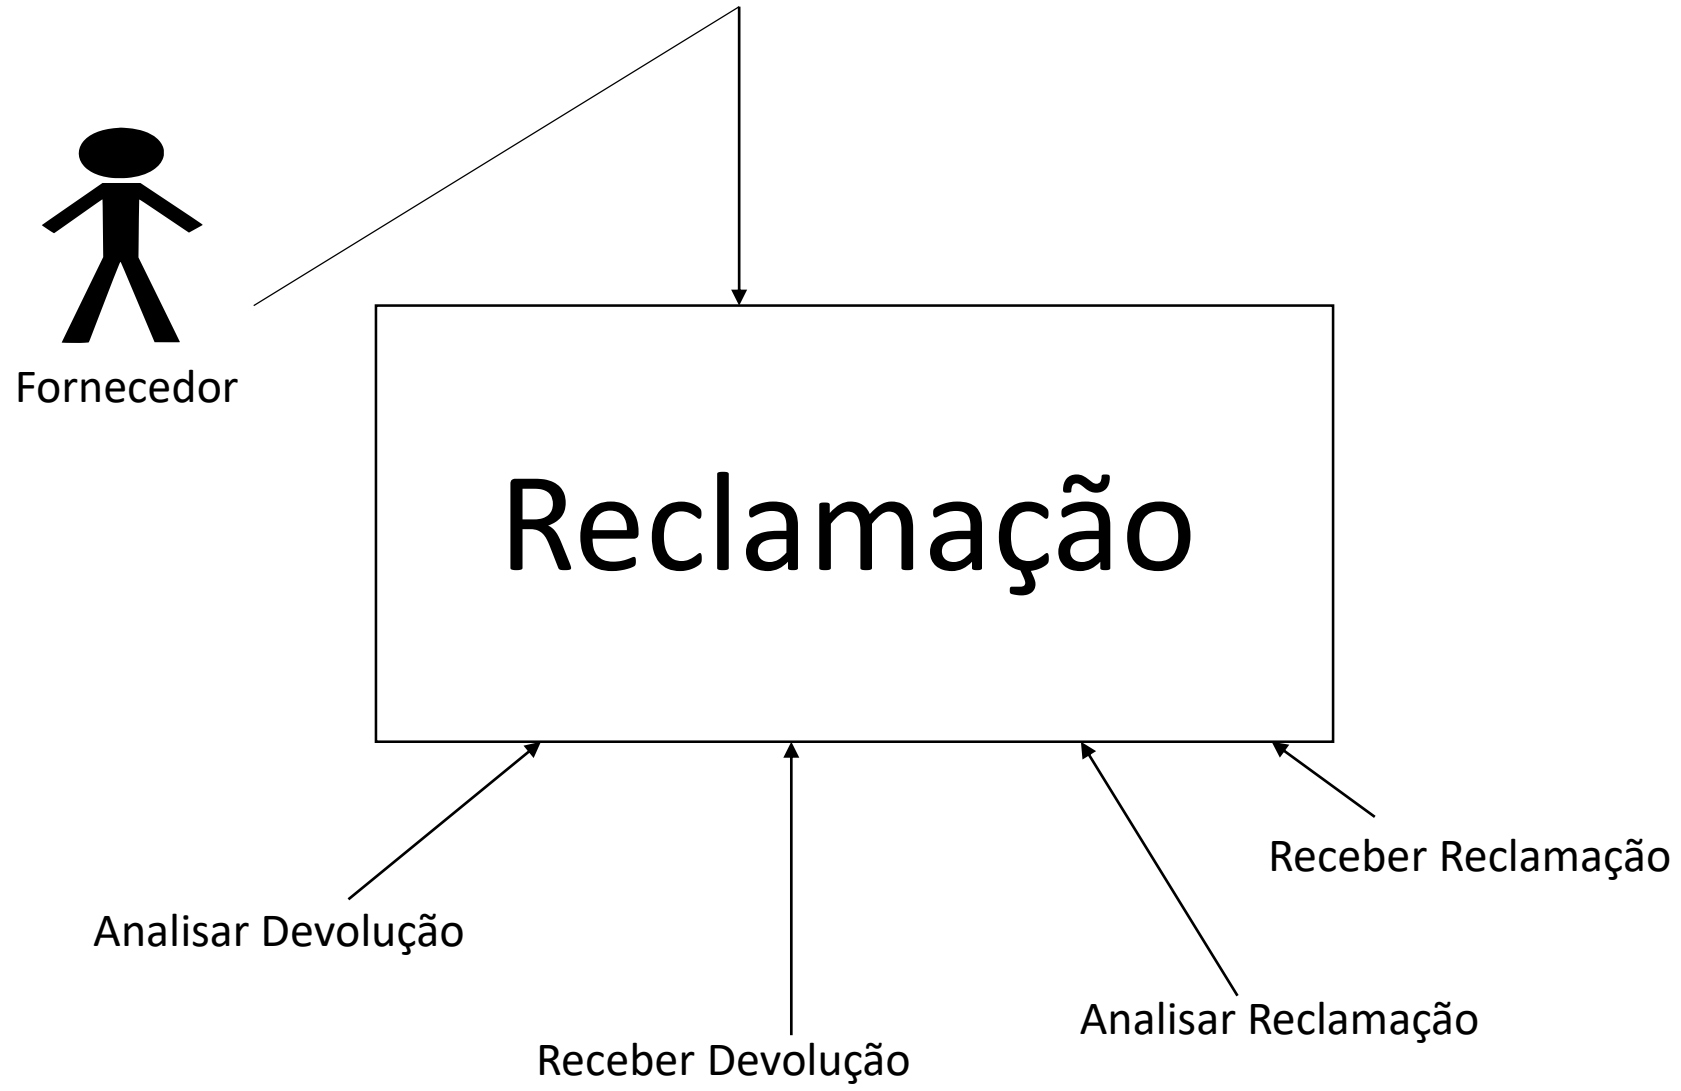 Fornecedor
Reclamação
Receber Reclamação
Analisar Devolução
Analisar Reclamação
Receber Devolução